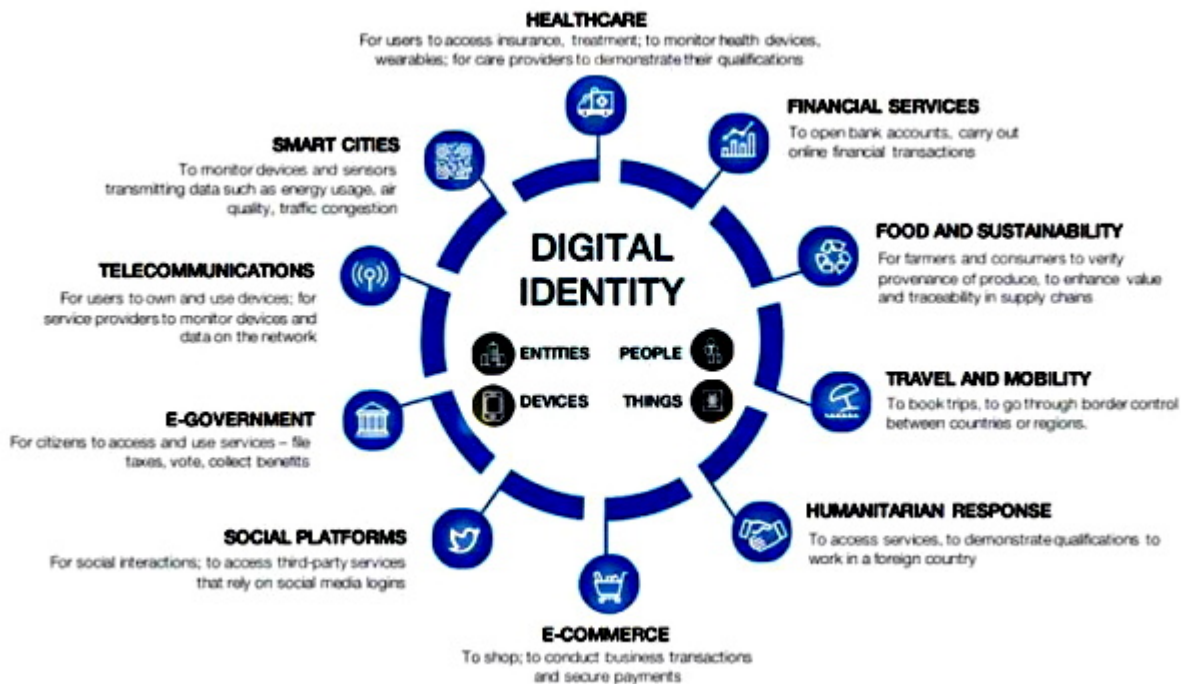 HEALTHCARE
For users to access insurance, treatment; to monitor health devices,
wearables; for care providers to demonstrate their qualifications
FINANCIAL SERVICES
To open bank accounts, carry out
online financial transactions
FOOD AND SUSTAINABILITY
For farmers and consumers to verify
provenance of produce, to enhance value
and traceability in supply chains
TRAVEL AND MOBILITY
To book trips, to go through border control
between countries or regions.
HUMANITARIAN RESPONSE
To access services, to demonstrate qualifications to
work in a foreign country
E-COMMERCE
To shop; to conduct business transactions
and secure payments
SOCIAL PLATFORMS
For social interactions; to access third-party services
that rely on social media logins
E-GOVERNMENT
For citizens to access and use services – file
taxes, vote, collect benefits
TELECOMMUNICATIONS
For users to own and use devices; for
service providers to monitor devices and
data on the network
SMART CITIES
To monitor devices and sensors
transmitting data such as energy usage, air
quality, traffic congestion
DIGITAL
IDENTITY
ENTITIES
PEOPLE
DEVICES
THINGS